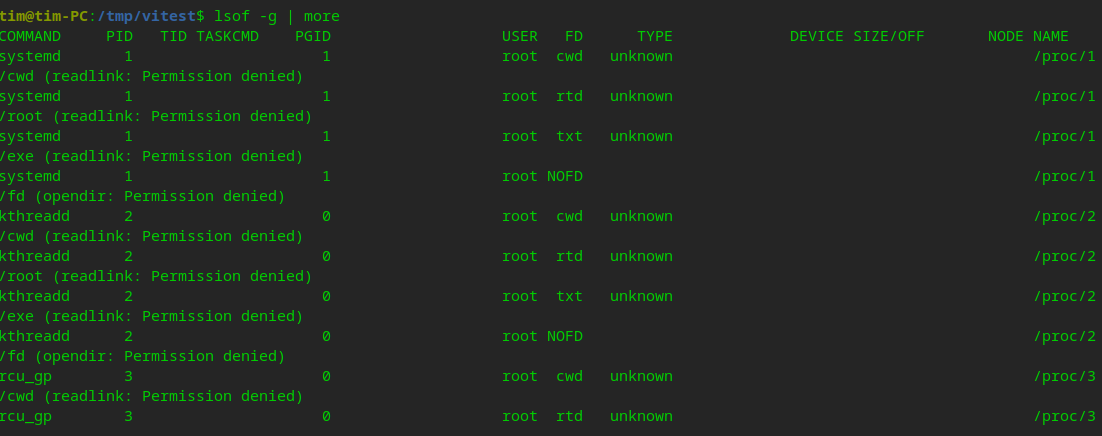 tim@tim-PC:/tmp/vitest$ lsof -g | more
COMMAND     PID   TID TASKCMD    PGID                   USER   FD      TYPE             DEVICE SIZE/OFF       NODE NAME
systemd       1                     1                   root  cwd   unknown                                        /proc/1
/cwd (readlink: Permission denied)
systemd       1                     1                   root  rtd   unknown                                        /proc/1
/root (readlink: Permission denied)
systemd       1                     1                   root  txt   unknown                                        /proc/1
/exe (readlink: Permission denied)
systemd       1                     1                   root NOFD                                                  /proc/1
/fd (opendir: Permission denied)
kthreadd      2                     0                   root  cwd   unknown                                        /proc/2
/cwd (readlink: Permission denied)
kthreadd      2                     0                   root  rtd   unknown                                        /proc/2
/root (readlink: Permission denied)
kthreadd      2                     0                   root  txt   unknown                                        /proc/2
/exe (readlink: Permission denied)
kthreadd      2                     0                   root NOFD                                                  /proc/2
/fd (opendir: Permission denied)
rcu_gp        3                     0                   root  cwd   unknown                                        /proc/3
/cwd (readlink: Permission denied)
rcu_gp        3                     0                   root  rtd   unknown                                        /proc/3